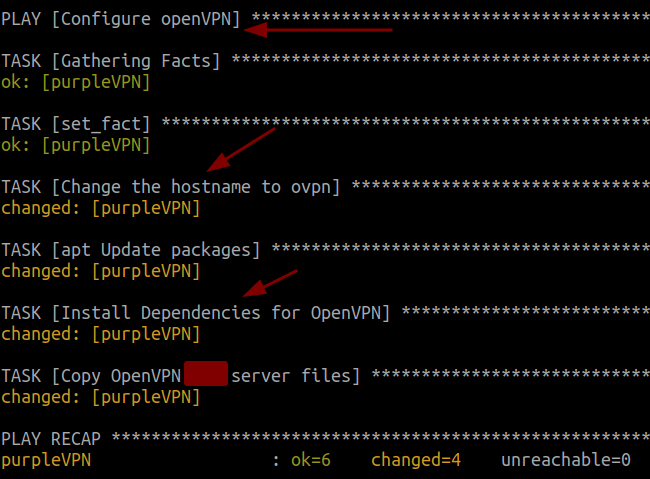 PLAY [Configure openVPN] ****************************************
TASK [Gathering Facts] ******************************************
ok: [purpleVPN]
TASK [set_fact] *************************************************
ok: [purpleVPN]
TASK [Change the hostname to ovpn] ******************************
changed: [purpleVPN]
TASK [apt Update packages] **************************************
changed: [purpleVPN]
TASK [Install Dependencies for OpenVPN] *************************
changed: [purpleVPN]
TASK [Copy OpenVPN server files] ****************************
changed: [purpleVPN]
PLAY RECAP ******************************************************
purpleVPN : ok=6 changed=4 unreachable=0